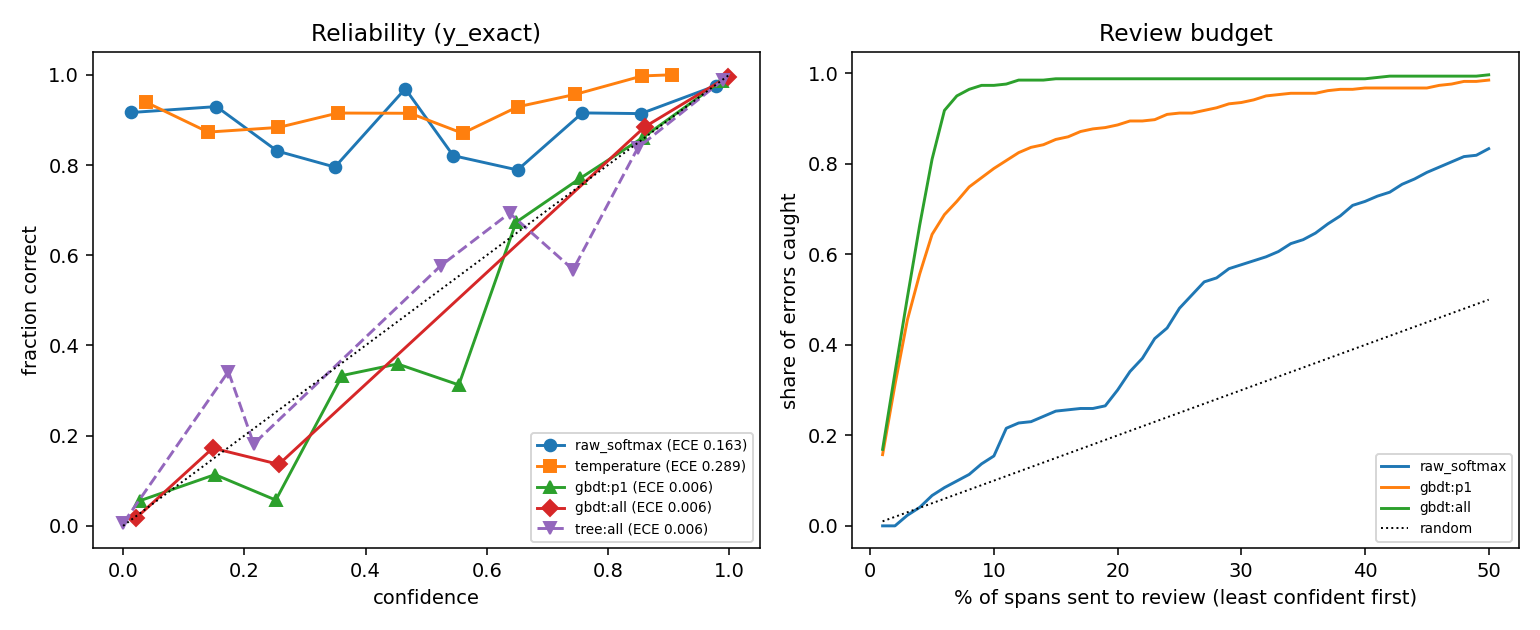 Reliability (y_exact)
fraction correct
1.0
0.8
0.6
0.4
0.2
0.0
0.0 0.2 0.4 0.6 0.8 1.0
confidence
raw_softmax (ECE 0.163)
temperature (ECE 0.289)
gbdt:p1 (ECE 0.006)
gbdt:all (ECE 0.006)
tree:all (ECE 0.006)
Review budget
share of errors caught
1.0
0.8
0.6
0.4
0.2
0.0
0 10 20 30 40 50
% of spans sent to review (least confident first)
raw_softmax
gbdt:p1
gbdt:all
random